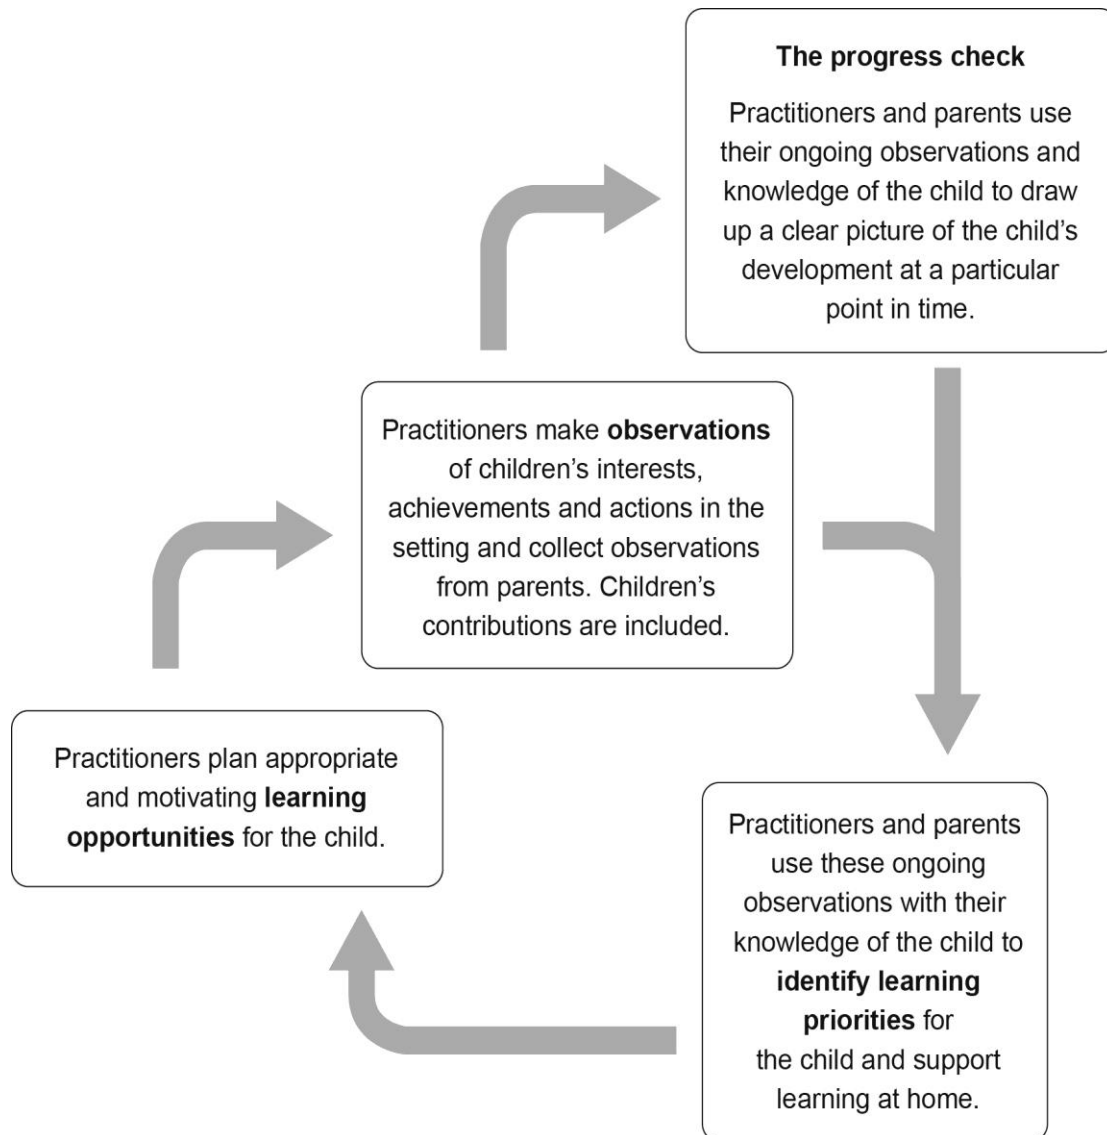 The progress check
Practitioners and parents use
their ongoing observations and
knowledge of the child to draw
up a clear picture of the child’s
development at a particular
point in time.
Practitioners make observations
of children’s interests,
achievements and actions in the
setting and collect observations
from parents. Children’s
contributions are included.
Practitioners plan appropriate
and motivating learning
opportunities for the child.
Practitioners and parents
use these ongoing
observations with their
knowledge of the child to
identify learning
priorities for
the child and support
learning at home.